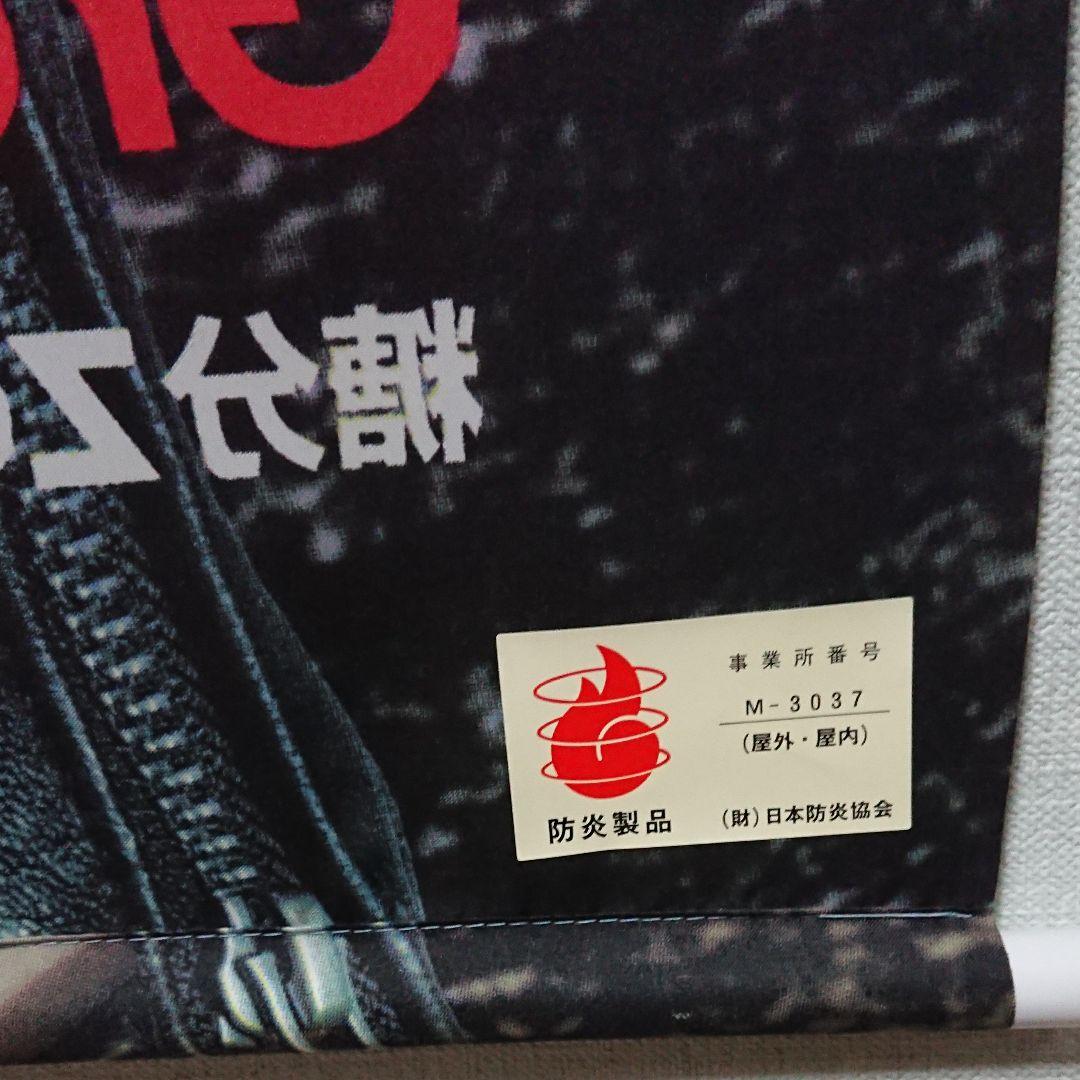 糖分Z
事業所番号
M-3037
(屋外・屋内)
防炎製品
(財)日本防炎協会